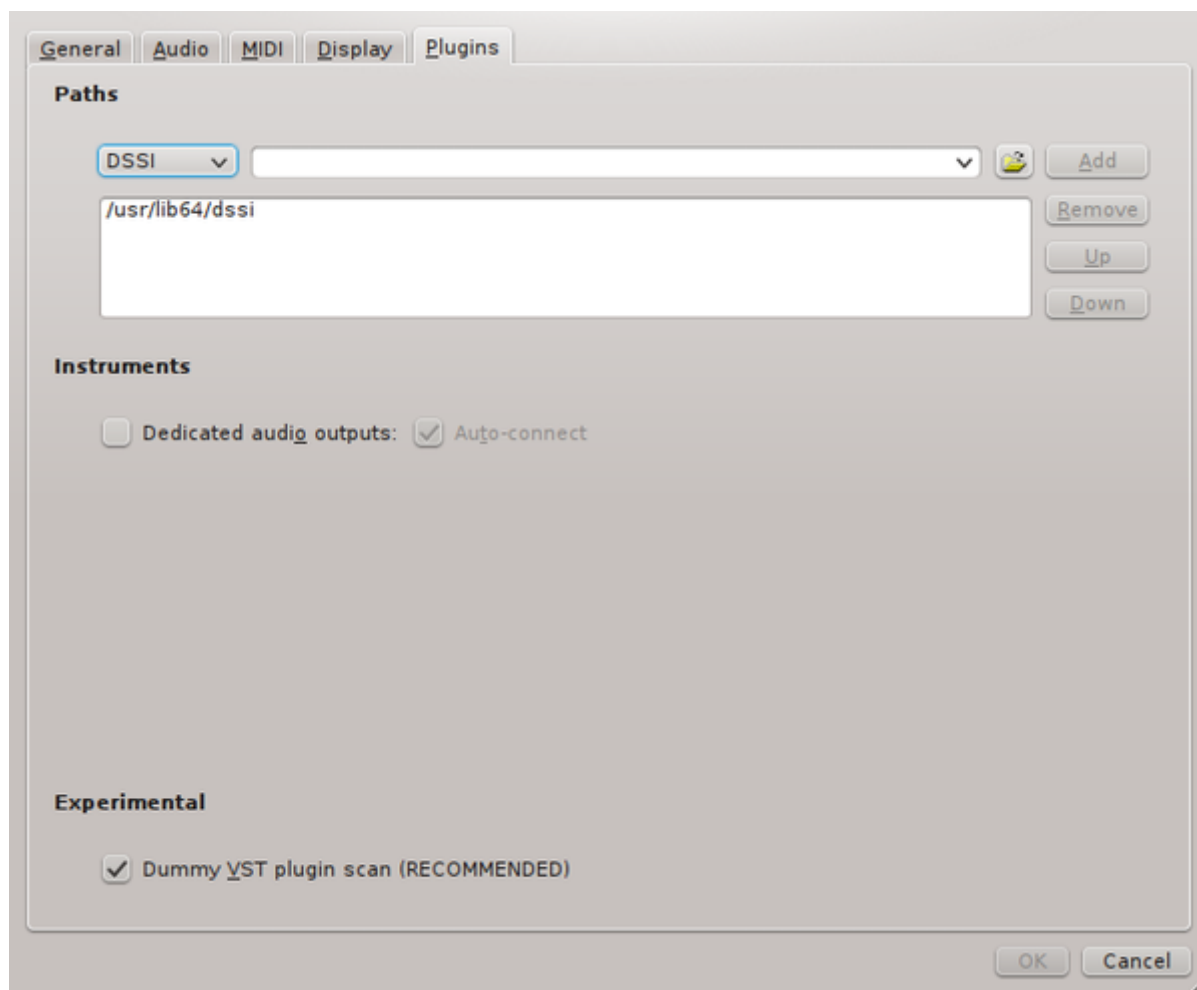 General Audio MIDI Display Plugins
Paths
DSSI Add
/usr/lib64/dssi Remove
Up
Down
Instruments
Dedicated audio outputs: Auto-connect
Experimental
Dummy VST plugin scan (RECOMMENDED)
OK Cancel